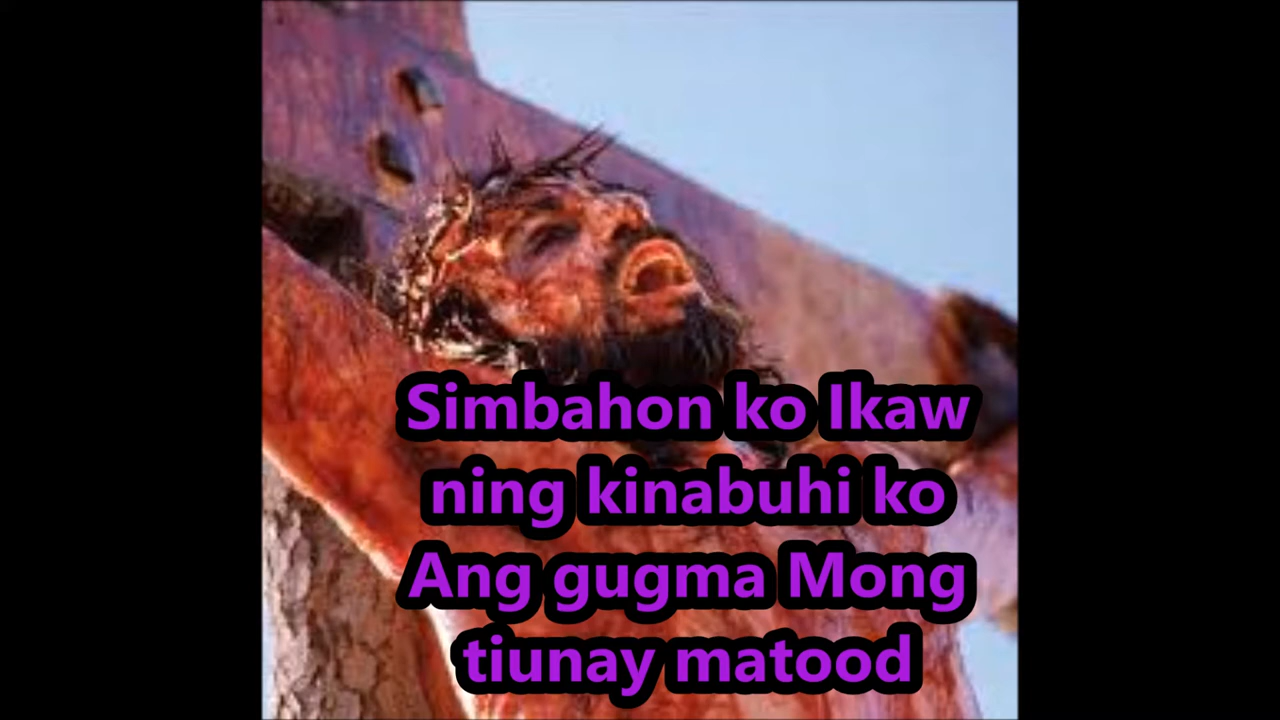 Simbahon ko Ikaw
ning kinabuhi ko
Ang gugma Mong
tiunay matood